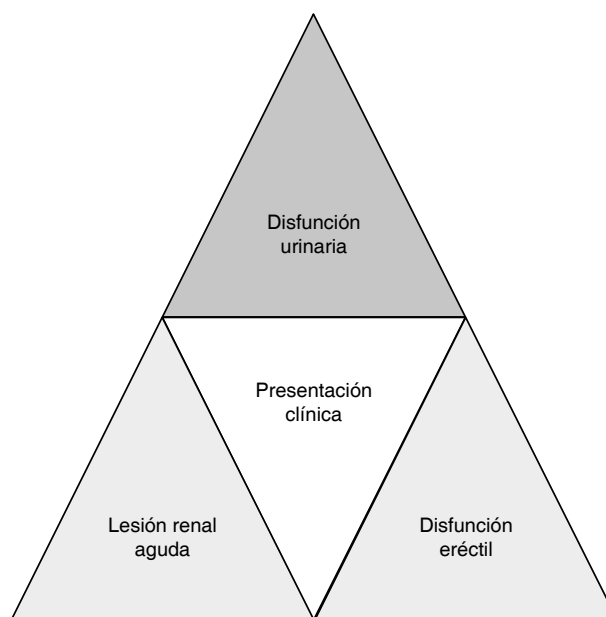 Disfunción
urinaria
Presentación
clínica
Lesión renal
aguda
Disfunción
eréctil